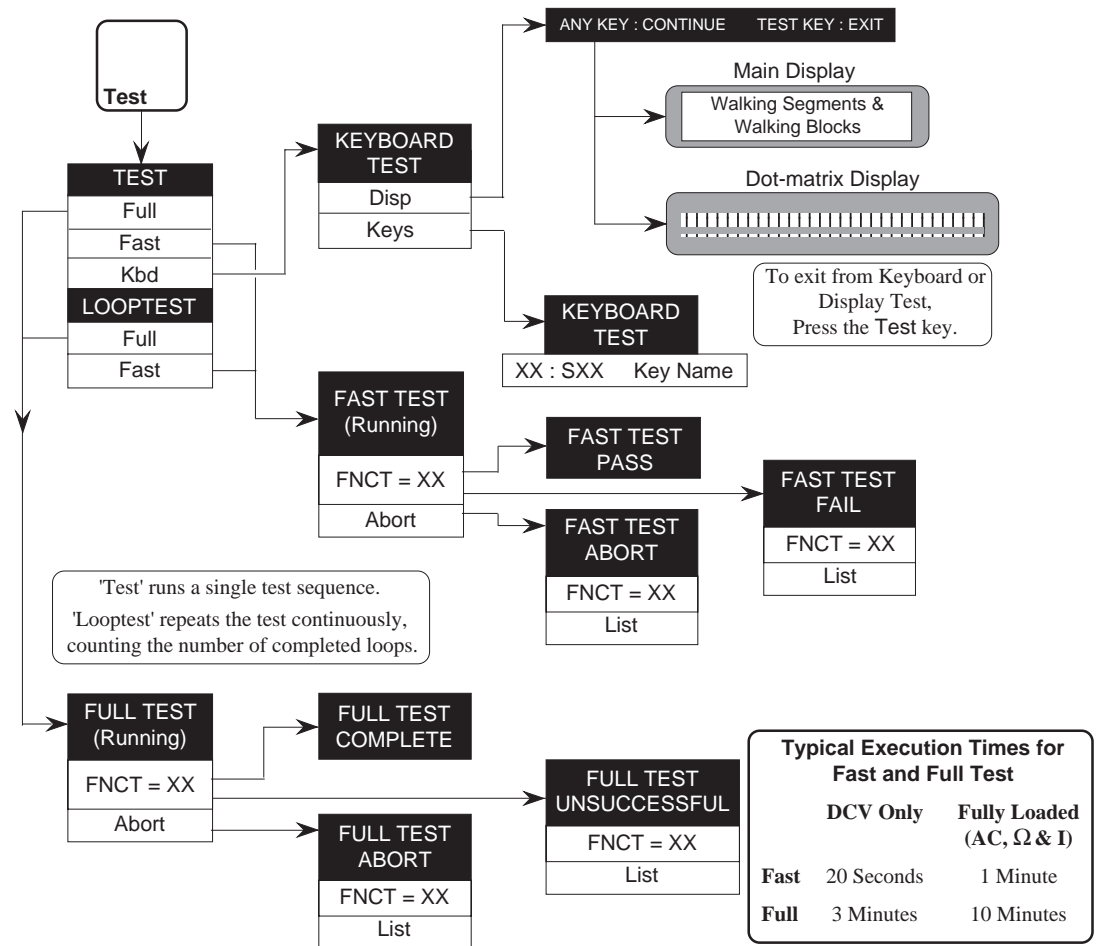 Test
TEST
Full
Fast
Kbd
LOOPTEST
Full
Fast
KEYBOARD
TEST
Disp
Keys
ANY KEY : CONTINUE TEST KEY : EXIT
Main Display
Walking Segments &
Walking Blocks
Dot-matrix Display
To exit from Keyboard or
Display Test,
Press the Test key.
KEYBOARD
TEST
XX : SXX Key Name
FAST TEST
(Running)
FNCT = XX
Abort
FAST TEST
PASS
FAST TEST
FAIL
FNCT = XX
List
FAST TEST
ABORT
FNCT = XX
List
'Test' runs a single test sequence.
'Looptest' repeats the test continuously,
counting the number of completed loops.
FULL TEST
(Running)
FNCT = XX
Abort
FULL TEST
COMPLETE
FULL TEST
UNSUCCESSFUL
FNCT = XX
List
FULL TEST
ABORT
FNCT = XX
List
Typical Execution Times for
Fast and Full Test
DCV Only Fully Loaded
(AC, Ω & I)
Fast 20 Seconds 1 Minute
Full 3 Minutes 10 Minutes